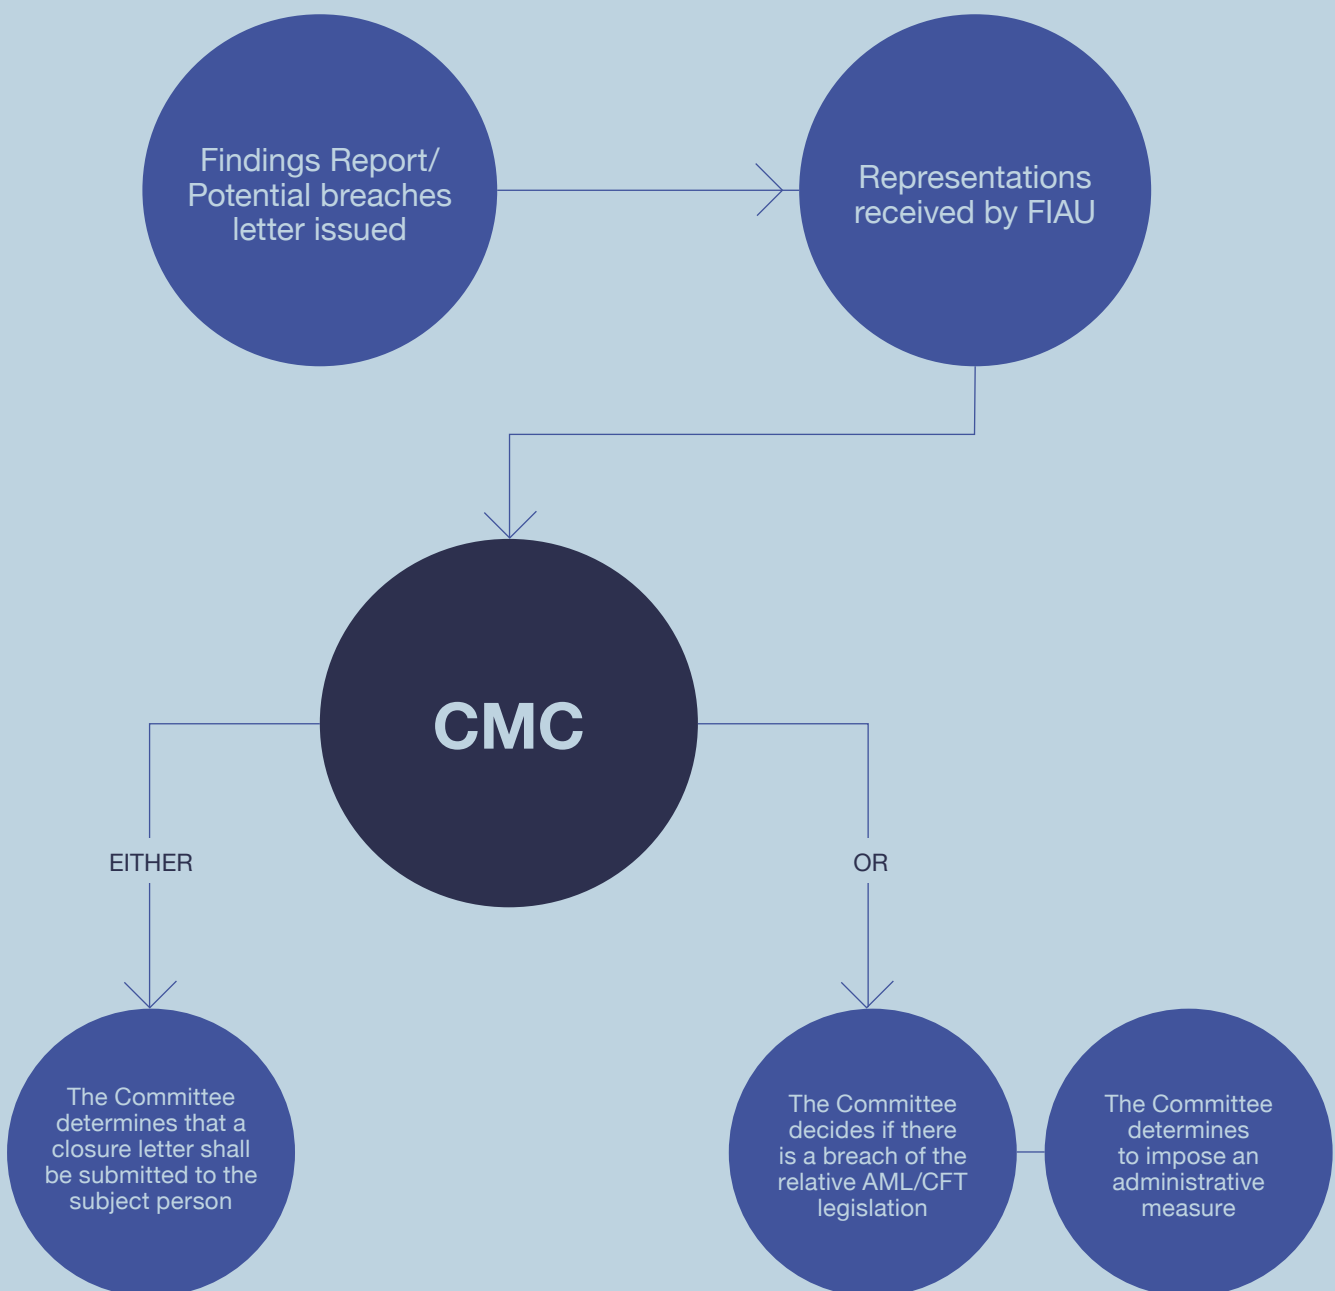 Findings Report/
Potential breaches
letter issued
Representations
received by FIAU
CMC
EITHER
OR
The Committee
determines that a
closure letter shall
be submitted to the
subject person
The Committee
decides if there
is a breach of the
relative AML/CFT
legislation
The Committee
determines
to impose an
administrative
measure